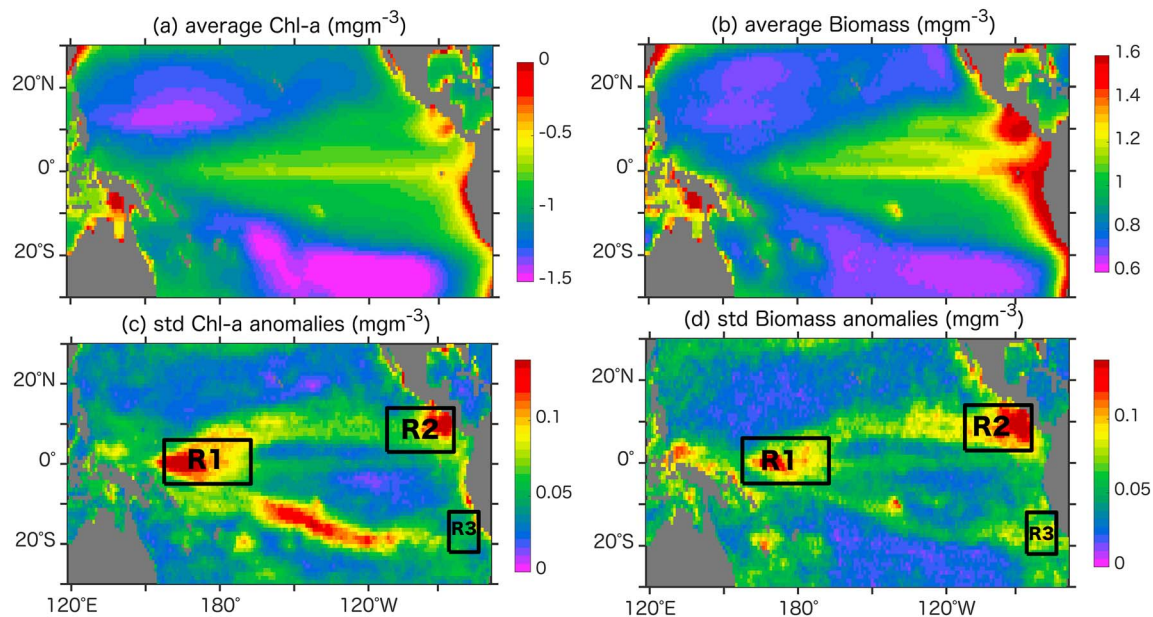 (a) average Chl-a (mgm⁻³)
20°N
0°
20°S
0
-0.5
-1
-1.5
(b) average Biomass (mgm⁻³)
20°N
0°
20°S
1.6
1.4
1.2
1
0.8
0.6
(c) std Chl-a anomalies (mgm⁻³)
20°N
0°
20°S
R1
R2
R3
0.1
0.05
0
120°E
180°
120°W
(d) std Biomass anomalies (mgm⁻³)
20°N
0°
20°S
R1
R2
R3
0.1
0.05
0
120°E
180°
120°W